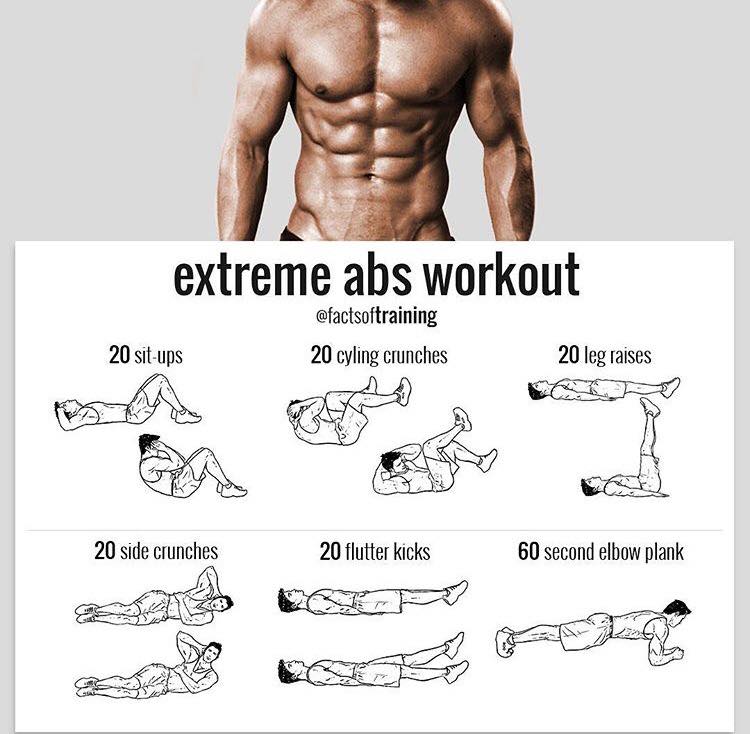 extreme abs workout
@factsoftraining
20 sit-ups
20 cyling crunches
20 leg raises
20 side crunches
20 flutter kicks
60 second elbow plank